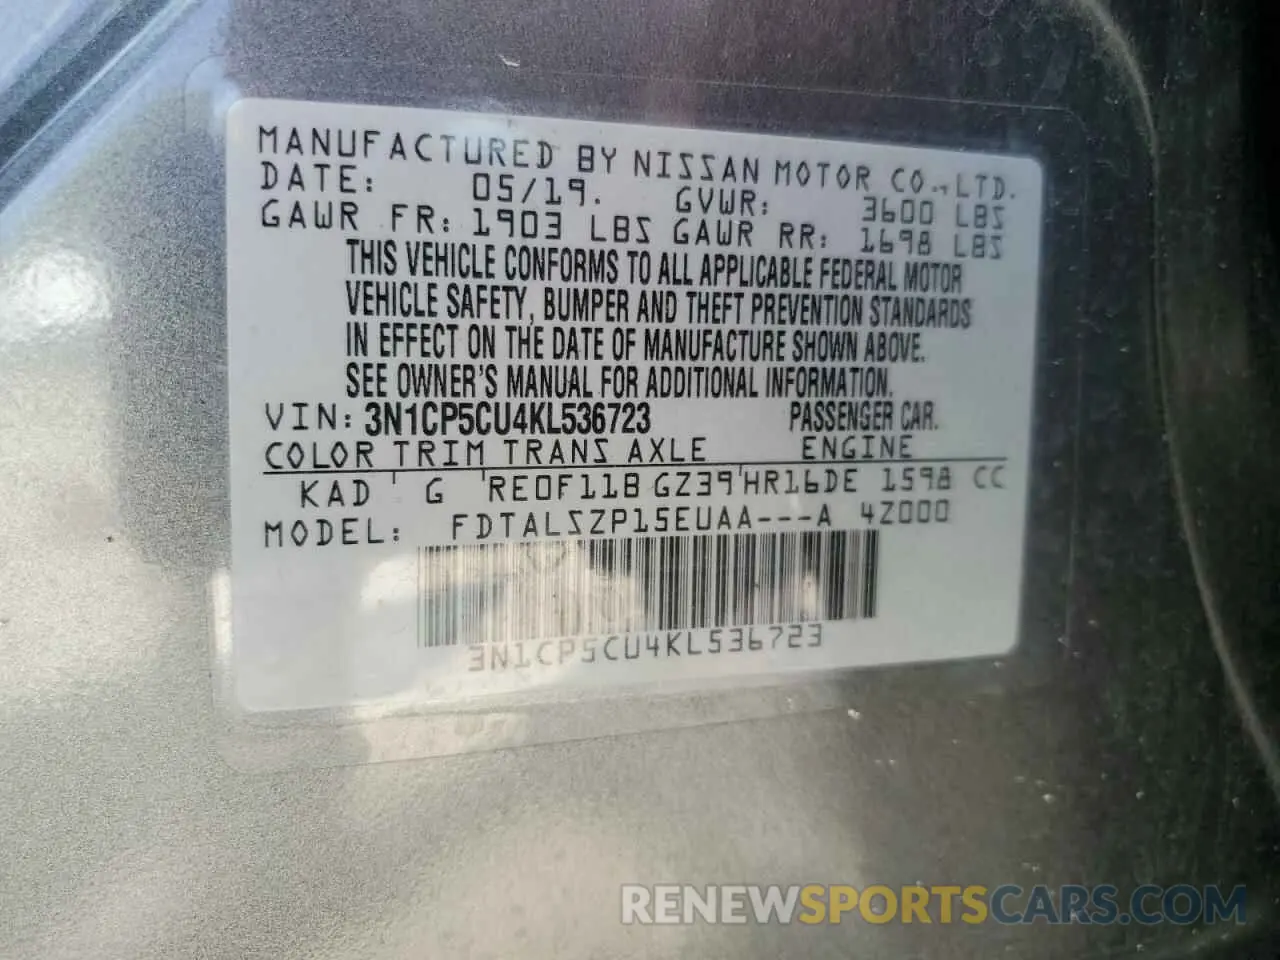 MANUFACTURED BY NISSAN MOTOR CO., LTD.
DATE: 05/19. GVWR: 3600 LBS
GAWR FR: 1903 LBS GAWR RR: 1698 LBS
THIS VEHICLE CONFORMS TO ALL APPLICABLE FEDERAL MOTOR
VEHICLE SAFETY, BUMPER AND THEFT PREVENTION STANDARDS
IN EFFECT ON THE DATE OF MANUFACTURE SHOWN ABOVE.
SEE OWNER'S MANUAL FOR ADDITIONAL INFORMATION.
VIN: 3N1CP5CU4KL536723 PASSENGER CAR.
COLOR TRIM TRANS AXLE ENGINE
KAD G RE0F11B GZ39 HR16DE 1598 CC
MODEL: FDTALSZP15EUAA---A 4Z000
3N1CP5CU4KL536723
RENEWSPORTSCARS.COM